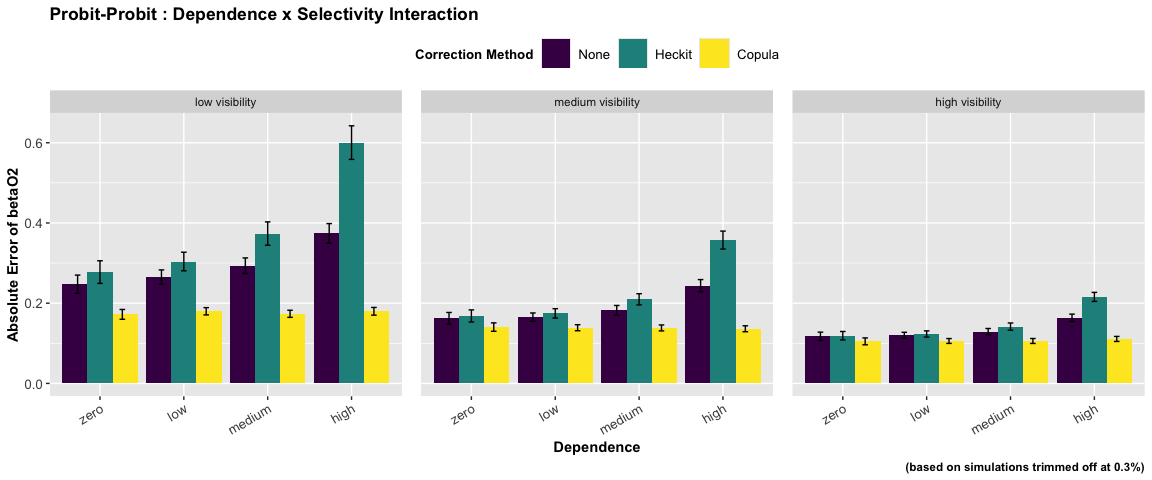 Probit-Probit : Dependence x Selectivity Interaction
Correction Method None Heckit Copula
low visibility medium visibility high visibility
Absolute Error of betaO2
0.6
0.4
0.2
0.0
zero low medium high zero low medium high zero low medium high
Dependence
(based on simulations trimmed off at 0.3%)